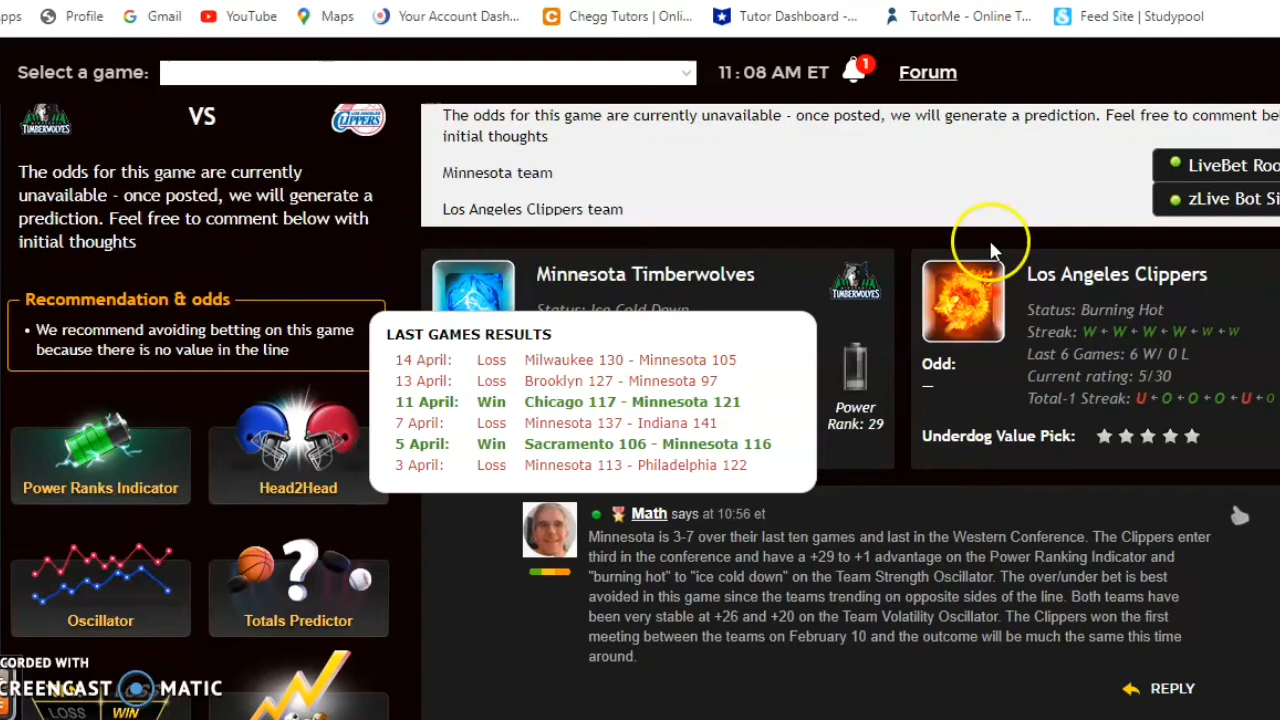 pps Profile Gmail YouTube Maps Your Account Dash... Chegg Tutors | Onli... Tutor Dashboard -... TutorMe - Online T... Feed Site | Studypool
Select a game: 11:08 AM ET 1 Forum
TIMBERWOLVES VS CLIPPERS
The odds for this game are currently
unavailable - once posted, we will generate a
prediction. Feel free to comment below with
initial thoughts
Recommendation & odds
• We recommend avoiding betting on this game
because there is no value in the line
Power Ranks Indicator
Head2Head
Oscillator
Totals Predictor
CORDED WITH
CREENCAST MATIC
LOSS WIN
The odds for this game are currently unavailable - once posted, we will generate a prediction. Feel free to comment be
initial thoughts
Minnesota team
Los Angeles Clippers team
LiveBet Roo
zLive Bot Si
Minnesota Timberwolves
Status: Ice Cold Down
TIMBERWOLVES
Power
Rank: 29
LAST GAMES RESULTS
14 April: Loss Milwaukee 130 - Minnesota 105
13 April: Loss Brooklyn 127 - Minnesota 97
11 April: Win Chicago 117 - Minnesota 121
7 April: Loss Minnesota 137 - Indiana 141
5 April: Win Sacramento 106 - Minnesota 116
3 April: Loss Minnesota 113 - Philadelphia 122
Los Angeles Clippers
Status: Burning Hot
Streak: W ← W ← W ← W ← W ← W
Last 6 Games: 6 W/ 0 L
Current rating: 5/30
Total-1 Streak: U ← O ← O ← O ← U ← O
Odd:
—
Underdog Value Pick:
Math says at 10:56 et
Minnesota is 3-7 over their last ten games and last in the Western Conference. The Clippers enter
third in the conference and have a +29 to +1 advantage on the Power Ranking Indicator and
"burning hot" to "ice cold down" on the Team Strength Oscillator. The over/under bet is best
avoided in this game since the teams trending on opposite sides of the line. Both teams have
been very stable at +26 and +20 on the Team Volatility Oscillator. The Clippers won the first
meeting between the teams on February 10 and the outcome will be much the same this time
around.
REPLY